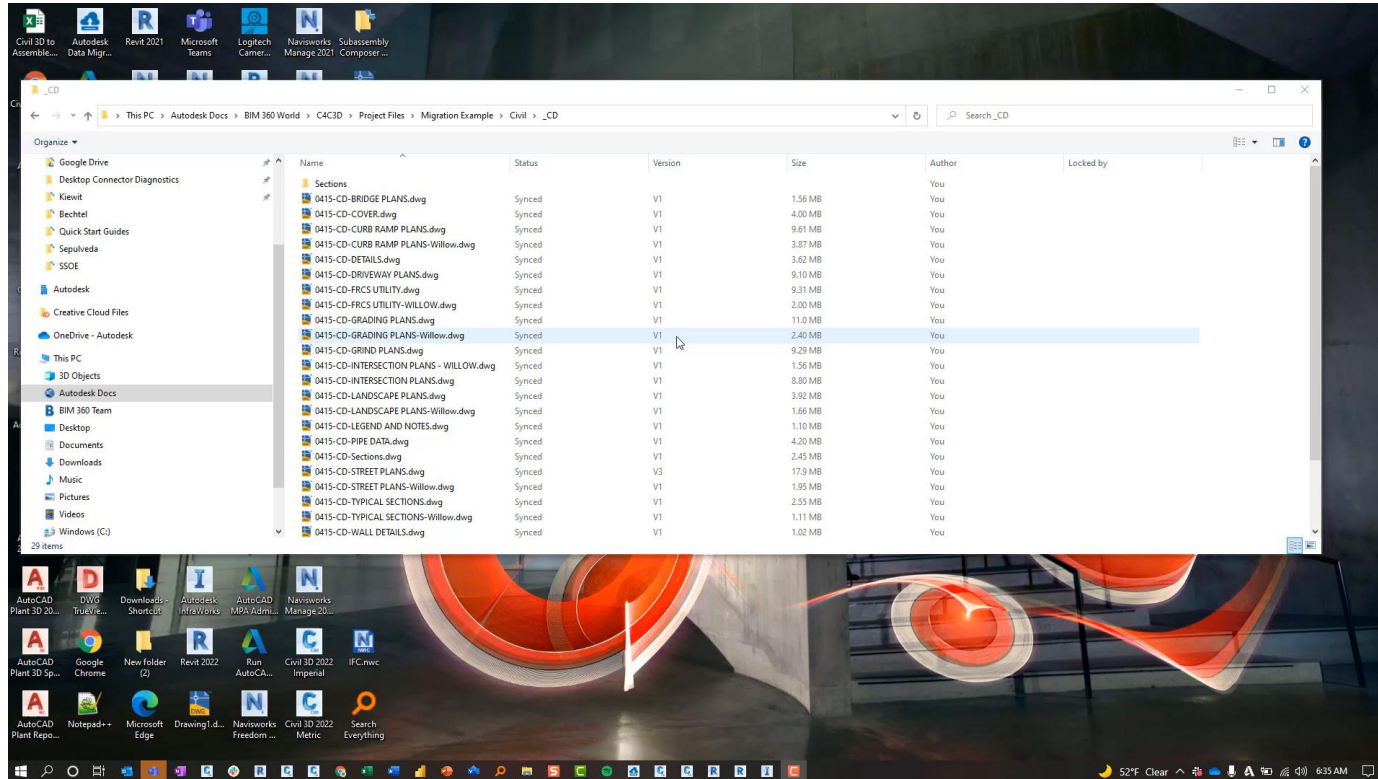 Civil 3D to Assemble....
Autodesk Data Migr...
Revit 2021
Microsoft Teams
Logitech Camer...
Navisworks Manage 2021
Subassembly Composer ...
_CD
> This PC > Autodesk Docs > BIM 360 World > C4C3D > Project Files > Migration Example > Civil > _CD
Search _CD
Organize
Name Status Version Size Author Locked by
Google Drive
Desktop Connector Diagnostics
Kiewit
Bechtel
Quick Start Guides
Sepulveda
SSOE
Autodesk
Creative Cloud Files
OneDrive - Autodesk
This PC
3D Objects
Autodesk Docs
BIM 360 Team
Desktop
Documents
Downloads
Music
Pictures
Videos
Windows (C:)
Sections You
0415-CD-BRIDGE PLANS.dwg Synced V1 1.56 MB You
0415-CD-COVER.dwg Synced V1 4.00 MB You
0415-CD-CURB RAMP PLANS.dwg Synced V1 9.61 MB You
0415-CD-CURB RAMP PLANS-Willow.dwg Synced V1 3.87 MB You
0415-CD-DETAILS.dwg Synced V1 3.62 MB You
0415-CD-DRIVEWAY PLANS.dwg Synced V1 9.10 MB You
0415-CD-FRCS UTILITY.dwg Synced V1 9.31 MB You
0415-CD-FRCS UTILITY-WILLOW.dwg Synced V1 2.00 MB You
0415-CD-GRADING PLANS.dwg Synced V1 11.0 MB You
0415-CD-GRADING PLANS-Willow.dwg Synced V1 2.40 MB You
0415-CD-GRIND PLANS.dwg Synced V1 9.29 MB You
0415-CD-INTERSECTION PLANS - WILLOW.dwg Synced V1 1.56 MB You
0415-CD-INTERSECTION PLANS.dwg Synced V1 8.80 MB You
0415-CD-LANDSCAPE PLANS.dwg Synced V1 3.92 MB You
0415-CD-LANDSCAPE PLANS-Willow.dwg Synced V1 1.66 MB You
0415-CD-LEGEND AND NOTES.dwg Synced V1 1.10 MB You
0415-CD-PIPE DATA.dwg Synced V1 4.20 MB You
0415-CD-Sections.dwg Synced V1 2.45 MB You
0415-CD-STREET PLANS.dwg Synced V3 17.9 MB You
0415-CD-STREET PLANS-Willow.dwg Synced V1 1.95 MB You
0415-CD-TYPICAL SECTIONS.dwg Synced V1 2.55 MB You
0415-CD-TYPICAL SECTIONS-Willow.dwg Synced V1 1.11 MB You
0415-CD-WALL DETAILS.dwg Synced V1 1.02 MB You
29 items
AutoCAD Plant 3D 20...
DWG TrueVie...
Downloads - Shortcut
Autodesk InfraWorks
AutoCAD MPA Admi...
Navisworks Manage 20...
AutoCAD Plant 3D Sp...
Google Chrome
New folder (2)
Revit 2022
Run AutoCA...
Civil 3D 2022 Imperial
IFC.nwc
AutoCAD Plant Repo...
Notepad++
Microsoft Edge
Drawing1.d...
Navisworks Freedom ...
Civil 3D 2022 Metric
Search Everything
52°F Clear 6:35 AM